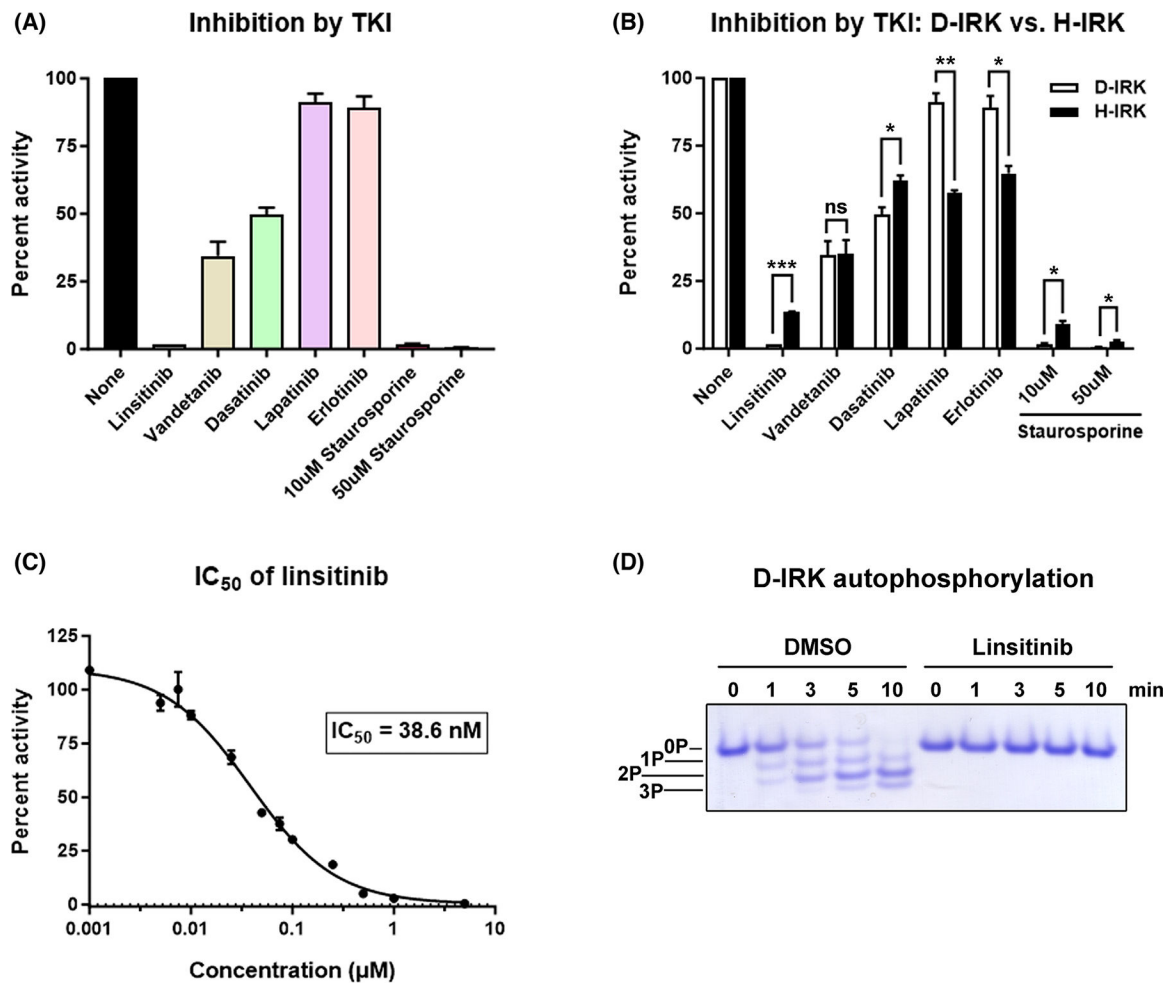 (A)
Inhibition by TKI
Percent activity
100
75
50
25
0
None
Linsitinib
Vandetanib
Dasatinib
Lapatinib
Erlotinib
10uM Staurosporine
50uM Staurosporine
(B)
Inhibition by TKI: D-IRK vs. H-IRK
Percent activity
100
75
50
25
0
D-IRK
H-IRK
***
ns
*
**
*
*
*
None
Linsitinib
Vandetanib
Dasatinib
Lapatinib
Erlotinib
10uM
50uM
Staurosporine
(C)
IC50 of linsitinib
Percent activity
125
100
75
50
25
0
IC50 = 38.6 nM
0.001 0.01 0.1 1 10
Concentration (µM)
(D)
D-IRK autophosphorylation
DMSO Linsitinib
0 1 3 5 10 0 1 3 5 10 min
0P
1P
2P
3P